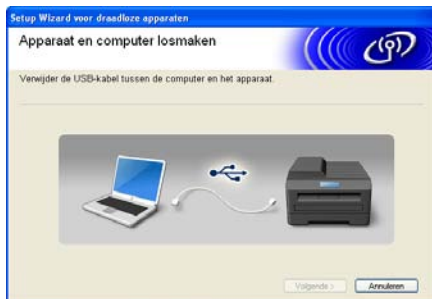 Setup Wizard voor draadloze apparaten
Apparaat en computer losmaken
Verwijder de USB-kabel tussen de computer en het apparaat.
Volgende >
Annuleren